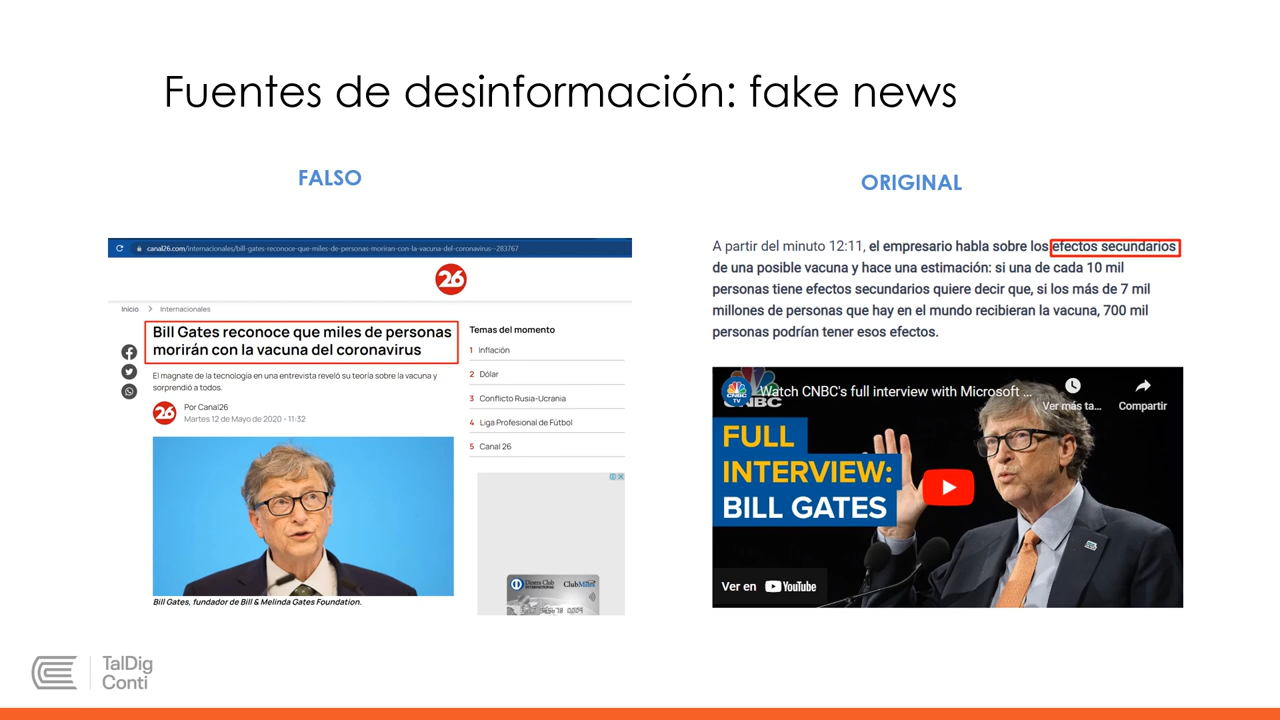 Fuentes de desinformación: fake news
FALSO
canal26.com/internacionales/bill-gates-reconoce-que-miles-de-personas-moriran-con-la-vacuna-del-coronavirus--283767
26
Inicio > Internacionales
Bill Gates reconoce que miles de personas
morirán con la vacuna del coronavirus
El magnate de la tecnología en una entrevista reveló su teoría sobre la vacuna y
sorprendió a todos.
26
Por Canal26
Martes 12 de Mayo de 2020 - 11:32
Bill Gates, fundador de Bill & Melinda Gates Foundation.
Temas del momento
1 Inflación
2 Dólar
3 Conflicto Rusia-Ucrania
4 Liga Profesional de Fútbol
5 Canal 26
Diners Club
INTERNATIONAL
ClubMiles
ORIGINAL
A partir del minuto 12:11, el empresario habla sobre los efectos secundarios
de una posible vacuna y hace una estimación: si una de cada 10 mil
personas tiene efectos secundarios quiere decir que, si los más de 7 mil
millones de personas que hay en el mundo recibieran la vacuna, 700 mil
personas podrían tener esos efectos.
CNBC
TV
CNBC
Watch CNBC's full interview with Microsoft ...
Ver más ta...
Compartir
FULL
INTERVIEW:
BILL GATES
Ver en YouTube
TalDig
Conti